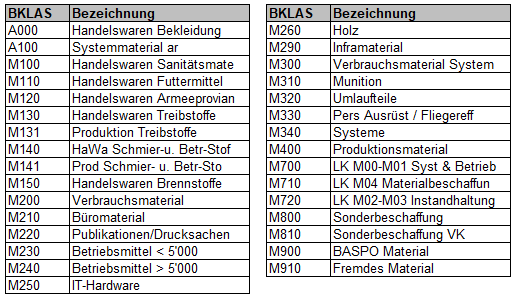 BKLAS Bezeichnung
A000 Handelswaren Bekleidung
A100 Systemmaterial ar
M100 Handelswaren Sanitätsmate
M110 Handelswaren Futtermittel
M120 Handelswaren Armeeprovian
M130 Handelswaren Treibstoffe
M131 Produktion Treibstoffe
M140 HaWa Schmier-u. Betr-Stof
M141 Prod Schmier- u. Betr-Sto
M150 Handelswaren Brennstoffe
M200 Verbrauchsmaterial
M210 Büromaterial
M220 Publikationen/Drucksachen
M230 Betriebsmittel < 5'000
M240 Betriebsmittel > 5'000
M250 IT-Hardware
BKLAS Bezeichnung
M260 Holz
M290 Inframaterial
M300 Verbrauchsmaterial System
M310 Munition
M320 Umlaufteile
M330 Pers Ausrüst / Fliegereff
M340 Systeme
M400 Produktionsmaterial
M700 LK M00-M01 Syst & Betrieb
M710 LK M04 Materialbeschaffun
M720 LK M02-M03 Instandhaltung
M800 Sonderbeschaffung
M810 Sonderbeschaffung VK
M900 BASPO Material
M910 Fremdes Material